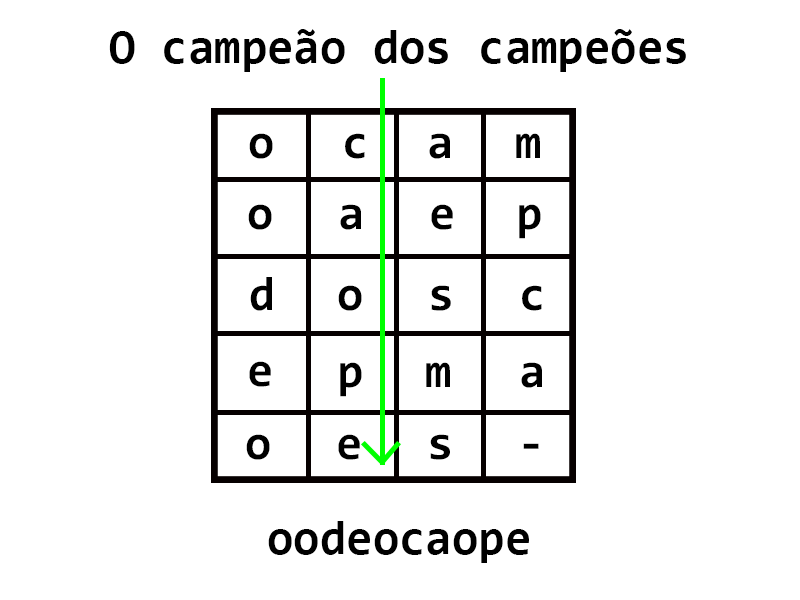 O campeão dos campeões
o c a m
o a e p
d o s c
e p m a
o e s -
oodeocaope